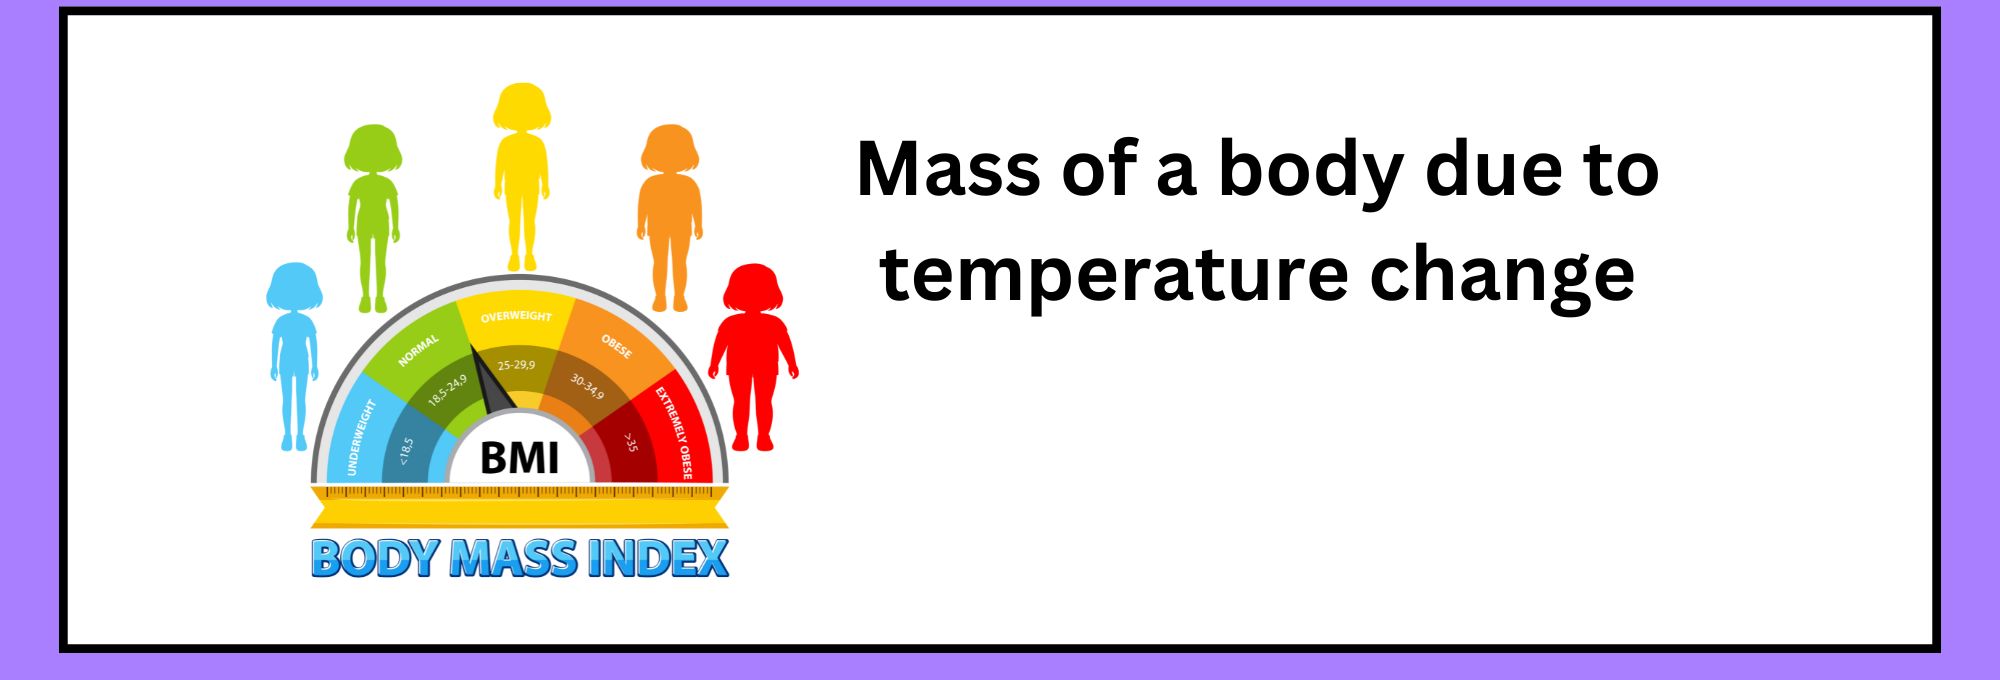 Mass of a body due to
temperature change
UNDERWEIGHT
<18,5
NORMAL
18,5-24,9
OVERWEIGHT
25-29,9
OBESE
30-34,9
EXTREMELY OBESE
>35
BMI
BODY MASS INDEX